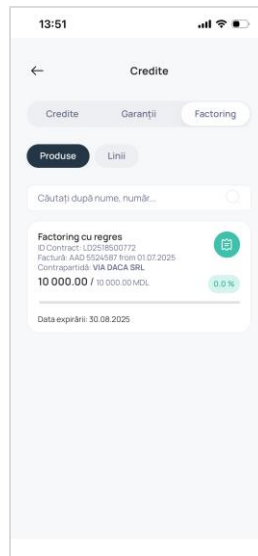 13:51
Credite
Credite Garanții Factoring
Produse Linii
Căutați după nume, număr...
Factoring cu regres
ID Contract: LD2518500772
Factură: AAD 5524587 from 01.07.2025
Contrapartidă: VIA DACA SRL
10 000.00 / 10 000.00 MDL 0.0 %
Data expirării: 30.08.2025